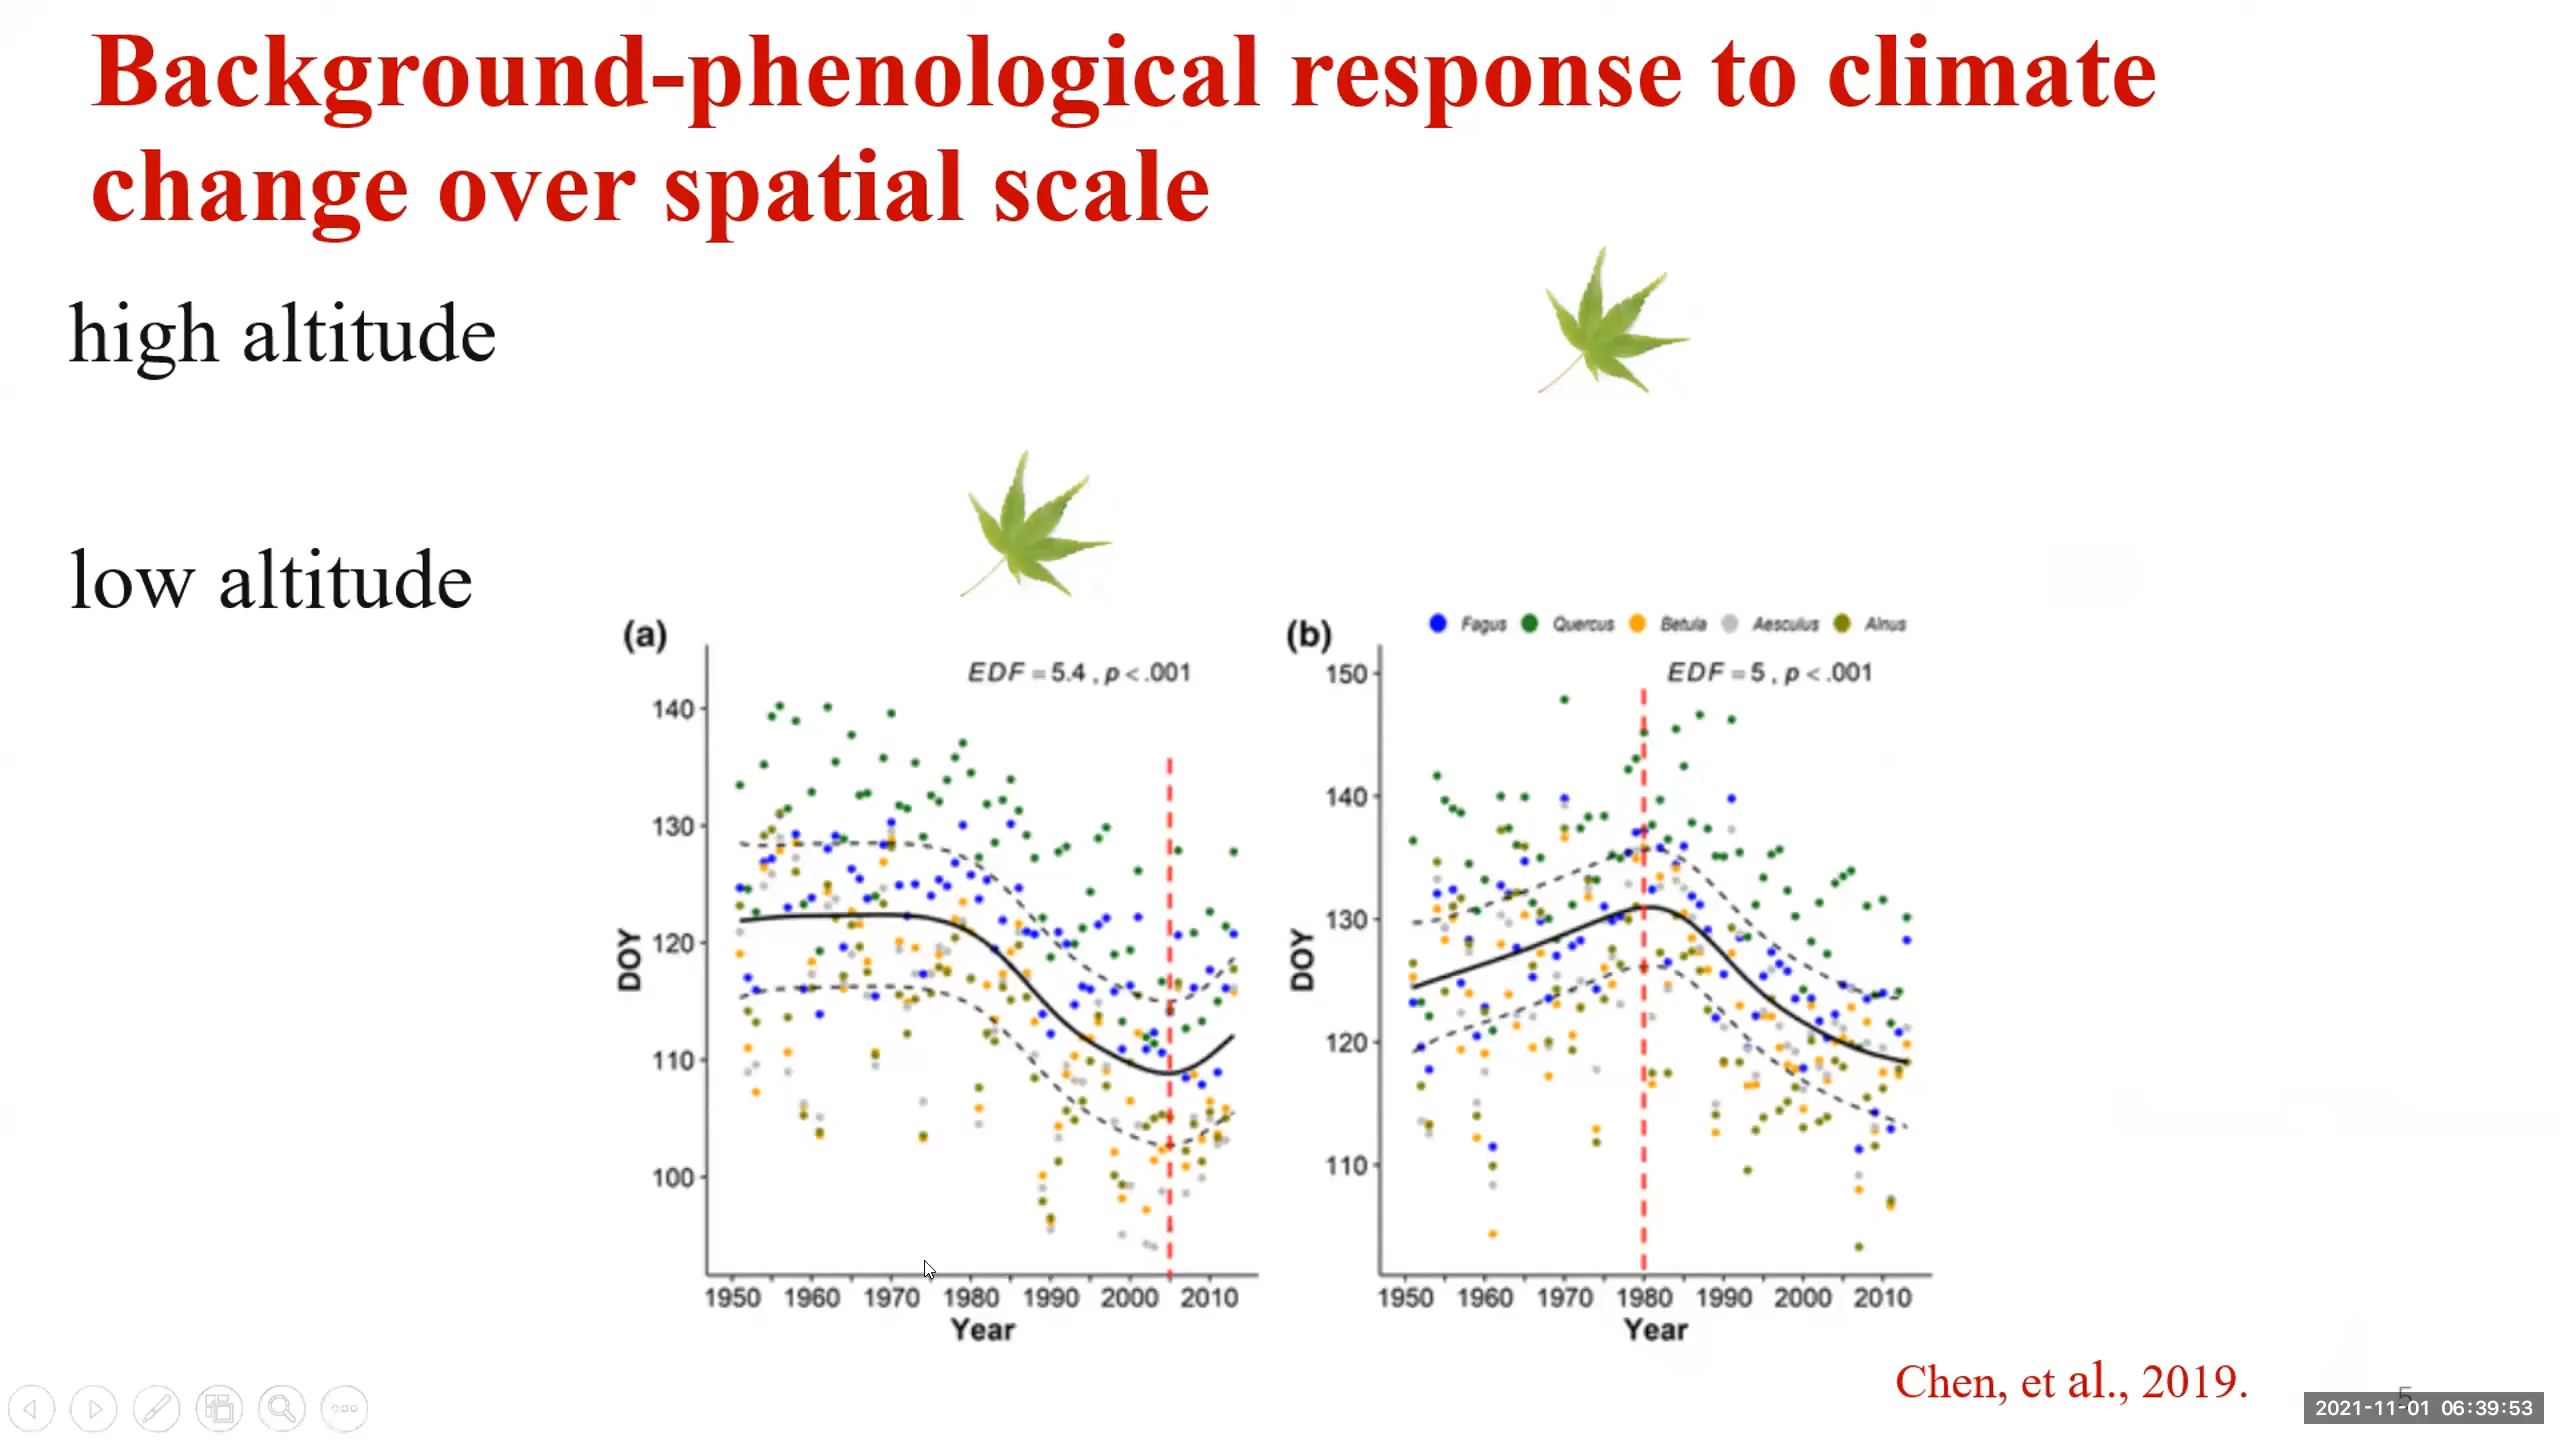 Background-phenological response to climate
change over spatial scale
high altitude
low altitude
(a)
EDF = 5.4 , p < .001
140
130
120
110
100
DOY
1950 1960 1970 1980 1990 2000 2010
Year
(b)
Fagus Quercus Betula Aesculus Alnus
EDF = 5 , p < .001
150
140
130
120
110
DOY
1950 1960 1970 1980 1990 2000 2010
Year
Chen, et al., 2019.
5
2021-11-01 06:39:53